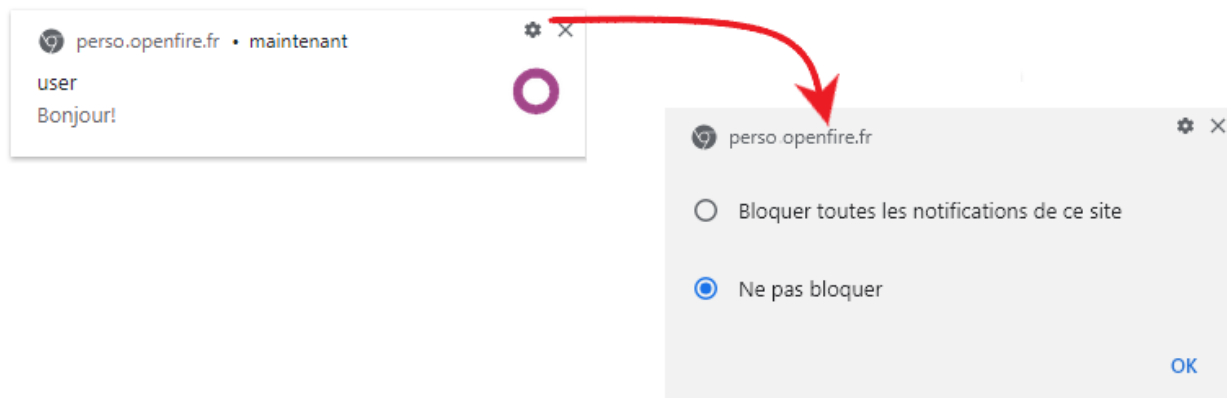 perso.openfire.fr • maintenant
user
Bonjour!
perso.openfire.fr
Bloquer toutes les notifications de ce site
Ne pas bloquer
OK